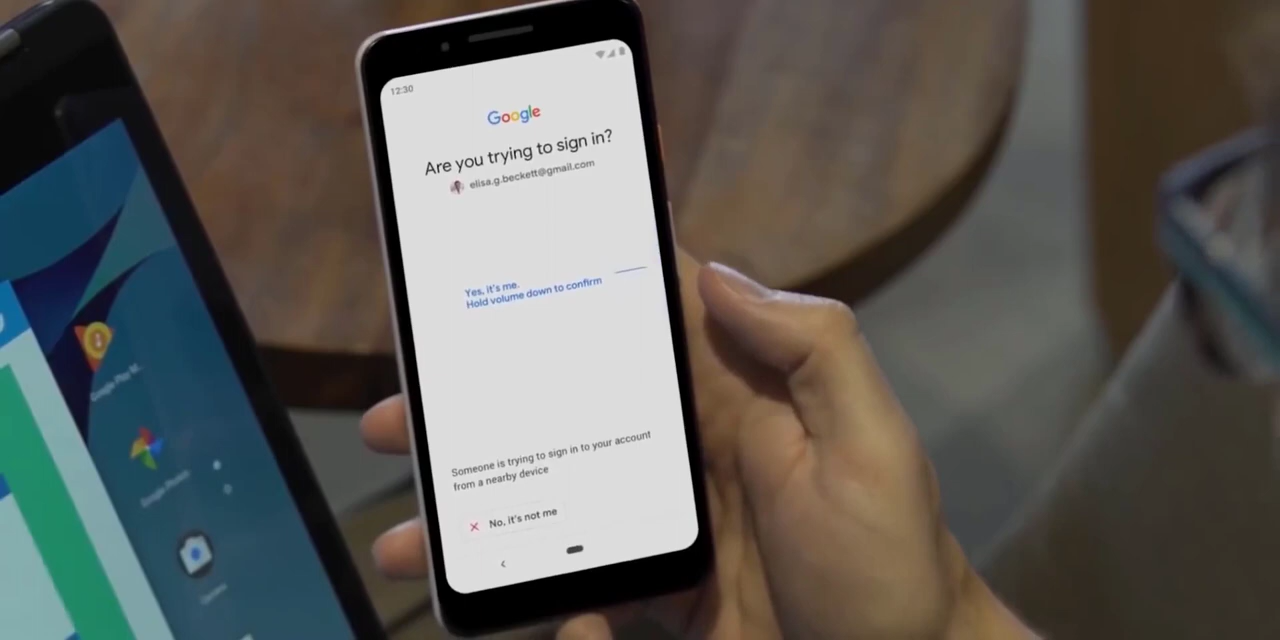 12:30
Google
Are you trying to sign in?
elisa.g.beckett@gmail.com
Yes, it's me.
Hold volume down to confirm
Someone is trying to sign in to your account
from a nearby device
No, it's not me
Google Play M...
Google Photos